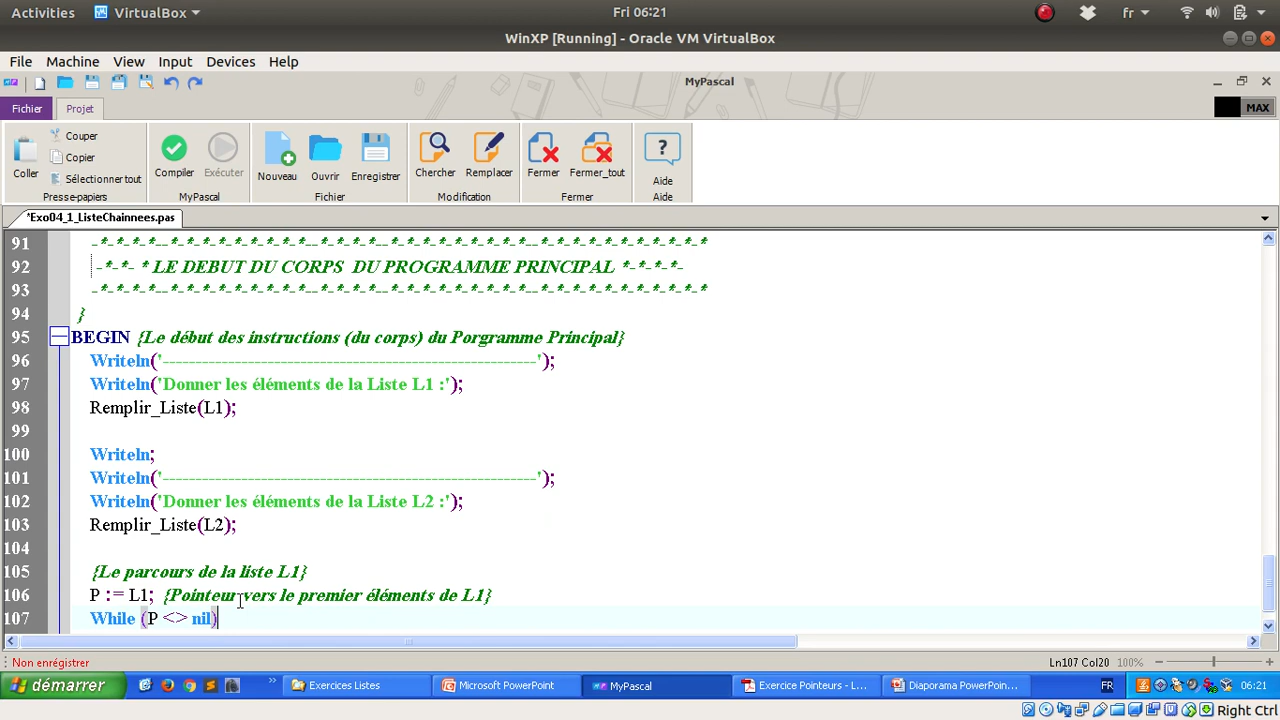 Activities VirtualBox Fri 06:21 fr
WinXP [Running] - Oracle VM VirtualBox
File Machine View Input Devices Help
MyPascal
Fichier Projet MAX
Coller Couper Copier Sélectionner tout Compiler Exécuter Nouveau Ouvrir Enregistrer Chercher Remplacer Fermer Fermer_tout Aide
Presse-papiers MyPascal Fichier Modification Fermer Aide
*Exo04_1_ListeChainnees.pas
91 -*-*-*-*--*-*-*-*-*-*-*-*-*--*-*-*-*-*-*-*-*-*--*-*-*-*-*-*-*-*-*-*-*
92 -*-*- * LE DEBUT DU CORPS DU PROGRAMME PRINCIPAL *-*-*-*-
93 -*-*-*-*--*-*-*-*-*-*-*-*-*--*-*-*-*-*-*-*-*-*--*-*-*-*-*-*-*-*-*-*-*
94 }
95 BEGIN {Le début des instructions (du corps) du Porgramme Principal}
96 Writeln('---------------------------------------------------------');
97 Writeln('Donner les éléments de la Liste L1 :');
98 Remplir_Liste(L1);
99
100 Writeln;
101 Writeln('---------------------------------------------------------');
102 Writeln('Donner les éléments de la Liste L2 :');
103 Remplir_Liste(L2);
104
105 {Le parcours de la liste L1}
106 P := L1; {Pointeur vers le premier éléments de L1}
107 While (P <> nil)
Non enrégistrer Ln107 Col20 100%
démarrer Exercices Listes Microsoft PowerPoint MyPascal Exercice Pointeurs - L... Diaporama PowerPoin... FR 06:21
Right Ctrl